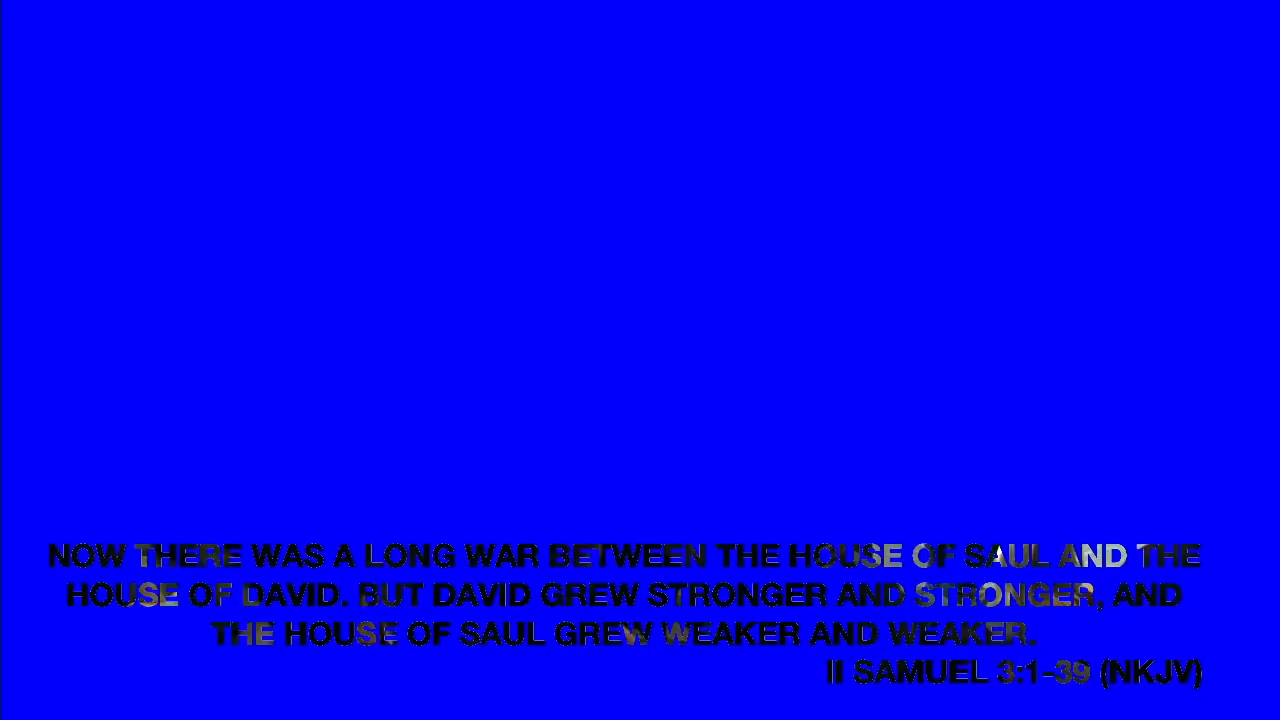 NOW THERE WAS A LONG WAR BETWEEN THE HOUSE OF SAUL AND THE
HOUSE OF DAVID. BUT DAVID GREW STRONGER AND STRONGER, AND
THE HOUSE OF SAUL GREW WEAKER AND WEAKER.
II SAMUEL 3:1-39 (NKJV)